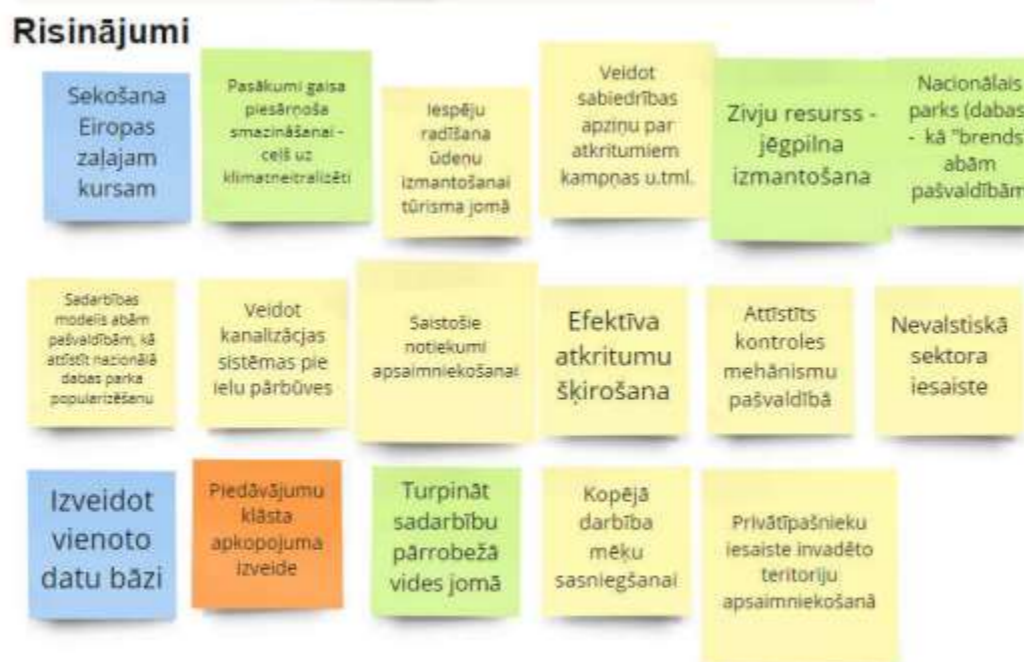 Risinājumi
Sekošana
Eiropas
zaļajam
kursam
Pasākumi gaisa
piesārņoša
smazināšanai -
ceļš uz
klimatneitralizēti
Iespēju
radīšana
ūdeņu
izmantošanai
tūrisma jomā
Veidot
sabiedrības
apziņu par
atkritumiem
kampņas u.tml.
Zivju resurss -
jēgpilna
izmantošana
Nacionālais
parks (dabas
- kā "brends
abām
pašvaldībām
Sadarbības
modelis abām
pašvaldībām, kā
attīstīt nacionālā
dabas parka
popularizēšanu
Veidot
kanalizācjas
sistēmas pie
ielu pārbūves
Saistošie
notiekumi
apsaimniekošanai
Efektīva
atkritumu
šķirošana
Attīstīts
kontroles
mehānismu
pašvaldībā
Nevalstiskā
sektora
iesaiste
Izveidot
vienoto
datu bāzi
Piedāvājumu
klāsta
apkopojuma
izveide
Turpināt
sadarbību
pārrobežā
vides jomā
Kopējā
darbība
mēķu
sasniegšanai
Privātīpašnieku
iesaiste invadēto
teritoriju
apsaimniekošanā